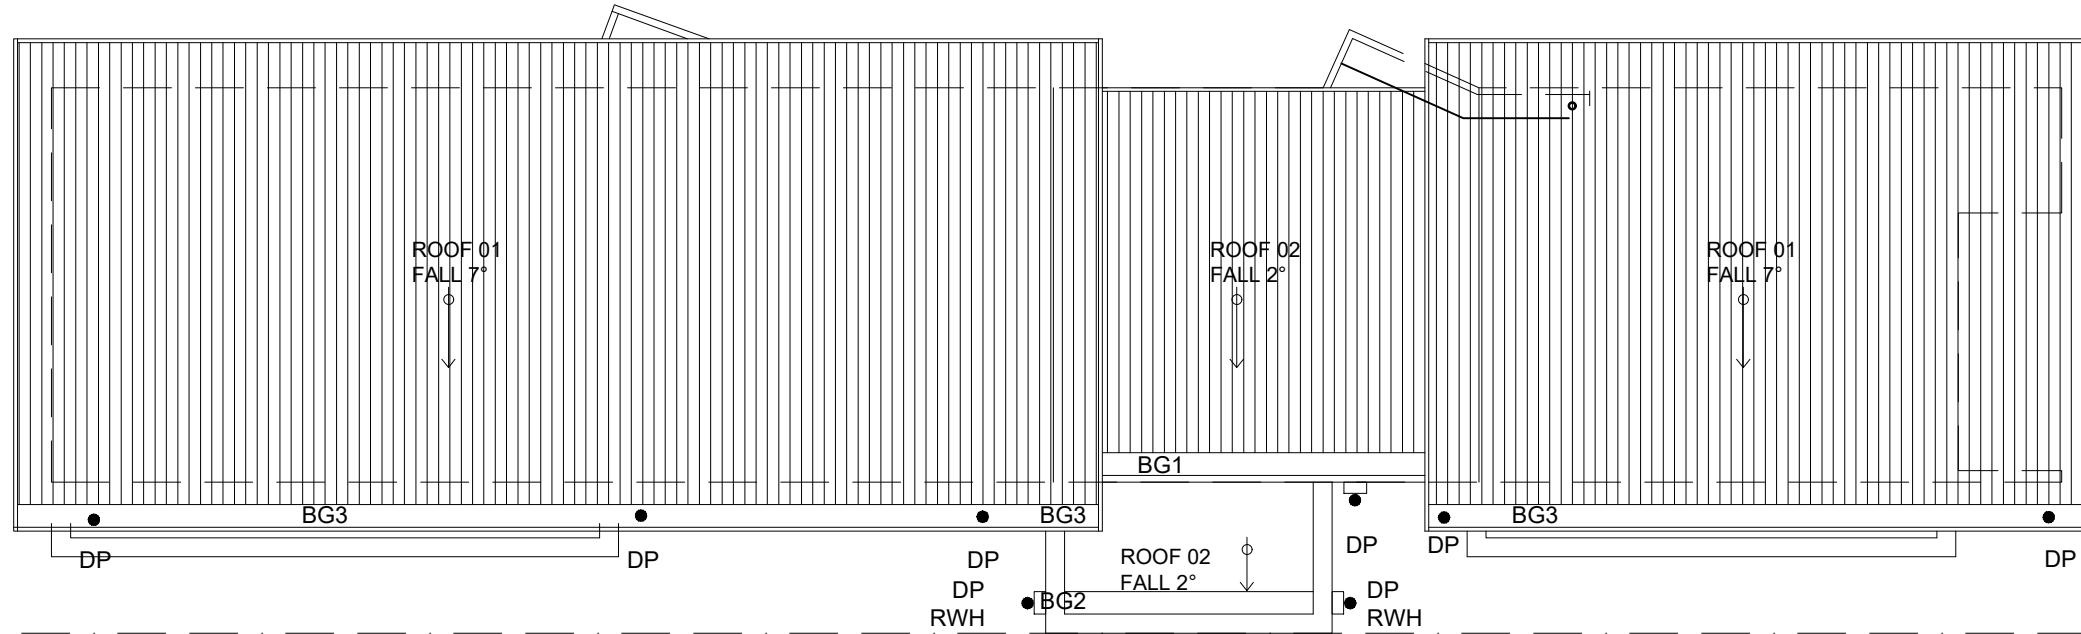 ROOF 01
FALL 7°
ROOF 02
FALL 2°
ROOF 01
FALL 7°
BG1
BG3
BG3
BG3
DP
DP
DP
DP
DP
DP
ROOF 02
FALL 2°
DP
RWH
BG2
DP
RWH